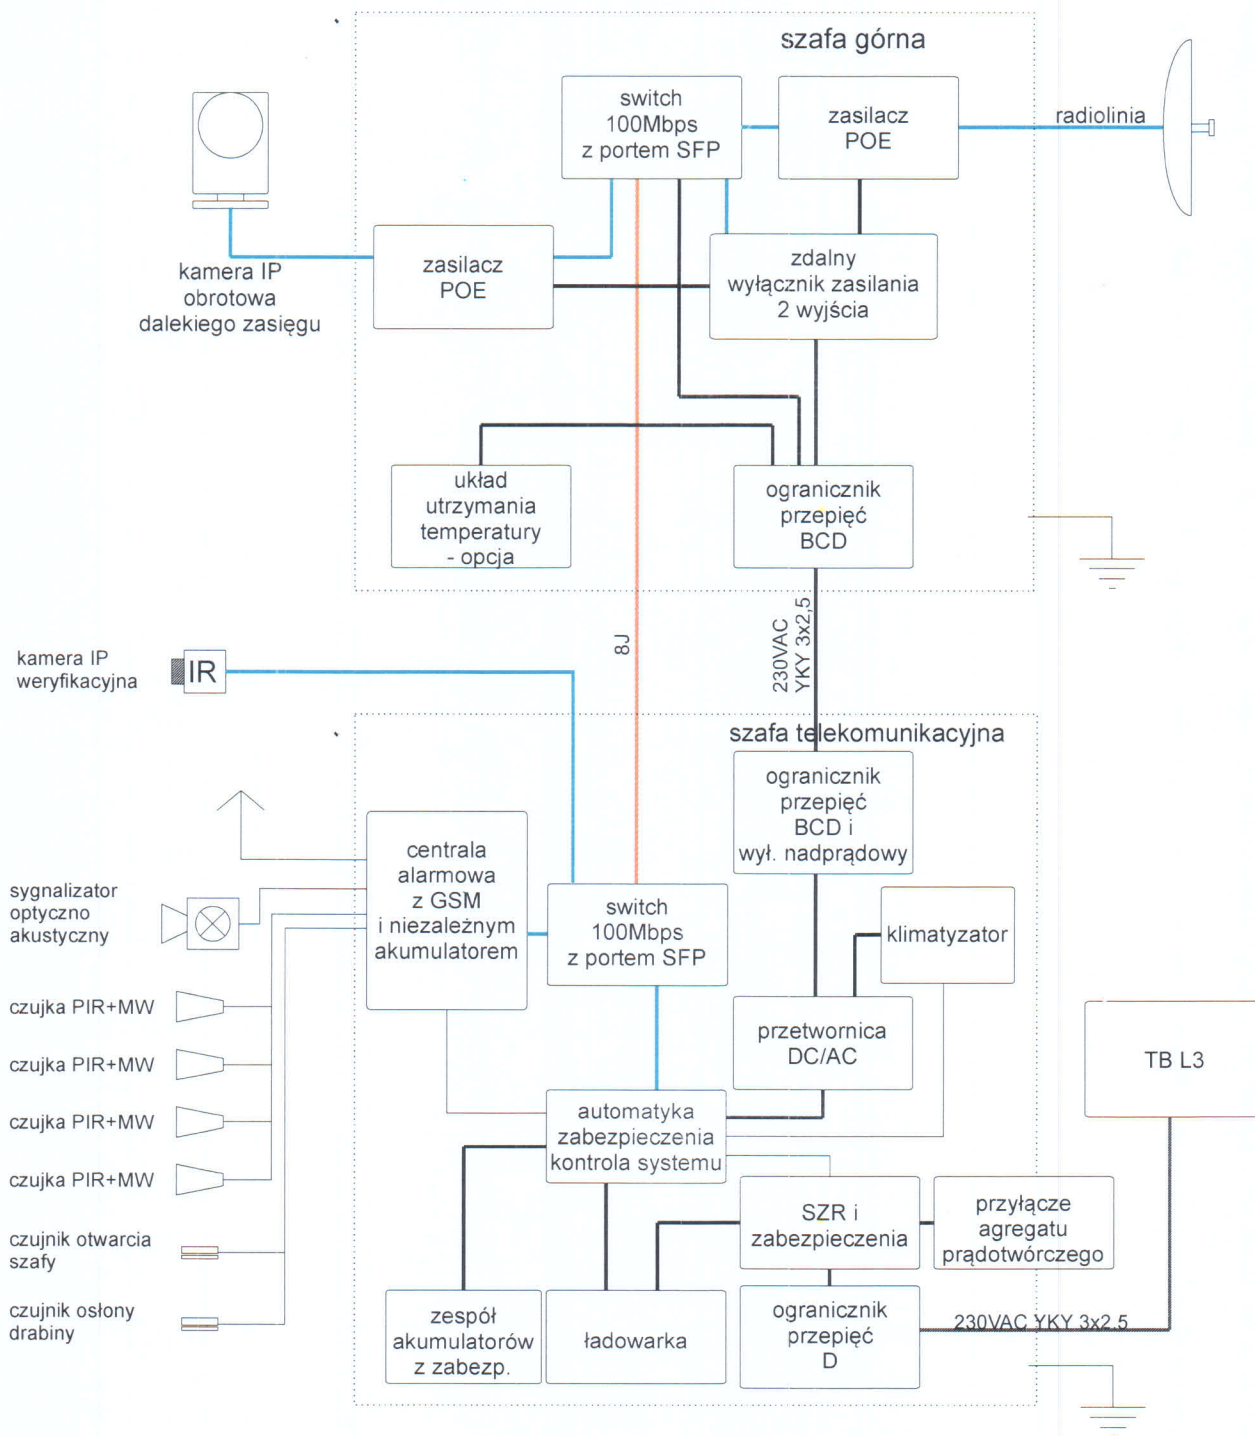 szafa górna
switch
100Mbps
z portem SFP
zasilacz
POE
radiolinia
kamera IP
obrotowa
dalekiego zasięgu
zasilacz
POE
zdalny
wyłącznik zasilania
2 wyjścia
układ
utrzymania
temperatury
- opcja
ogranicznik
przepięć
BCD
8J
230VAC
YKY 3x2,5
kamera IP
weryfikacyjna
IR
szafa telekomunikacyjna
ogranicznik
przepięć
BCD i
wył. nadprądowy
centrala
alarmowa
z GSM
i niezależnym
akumulatorem
switch
100Mbps
z portem SFP
klimatyzator
sygnalizator
optyczno
akustyczny
czujka PIR+MW
czujka PIR+MW
czujka PIR+MW
czujka PIR+MW
czujnik otwarcia
szafy
czujnik osłony
drabiny
przetwornica
DC/AC
TB L3
automatyka
zabezpieczenia
kontrola systemu
SZR i
zabezpieczenia
przyłącze
agregatu
prądotwórczego
zespół
akumulatorów
z zabezp.
ładowarka
ogranicznik
przepięć
D
230VAC YKY 3x2,5